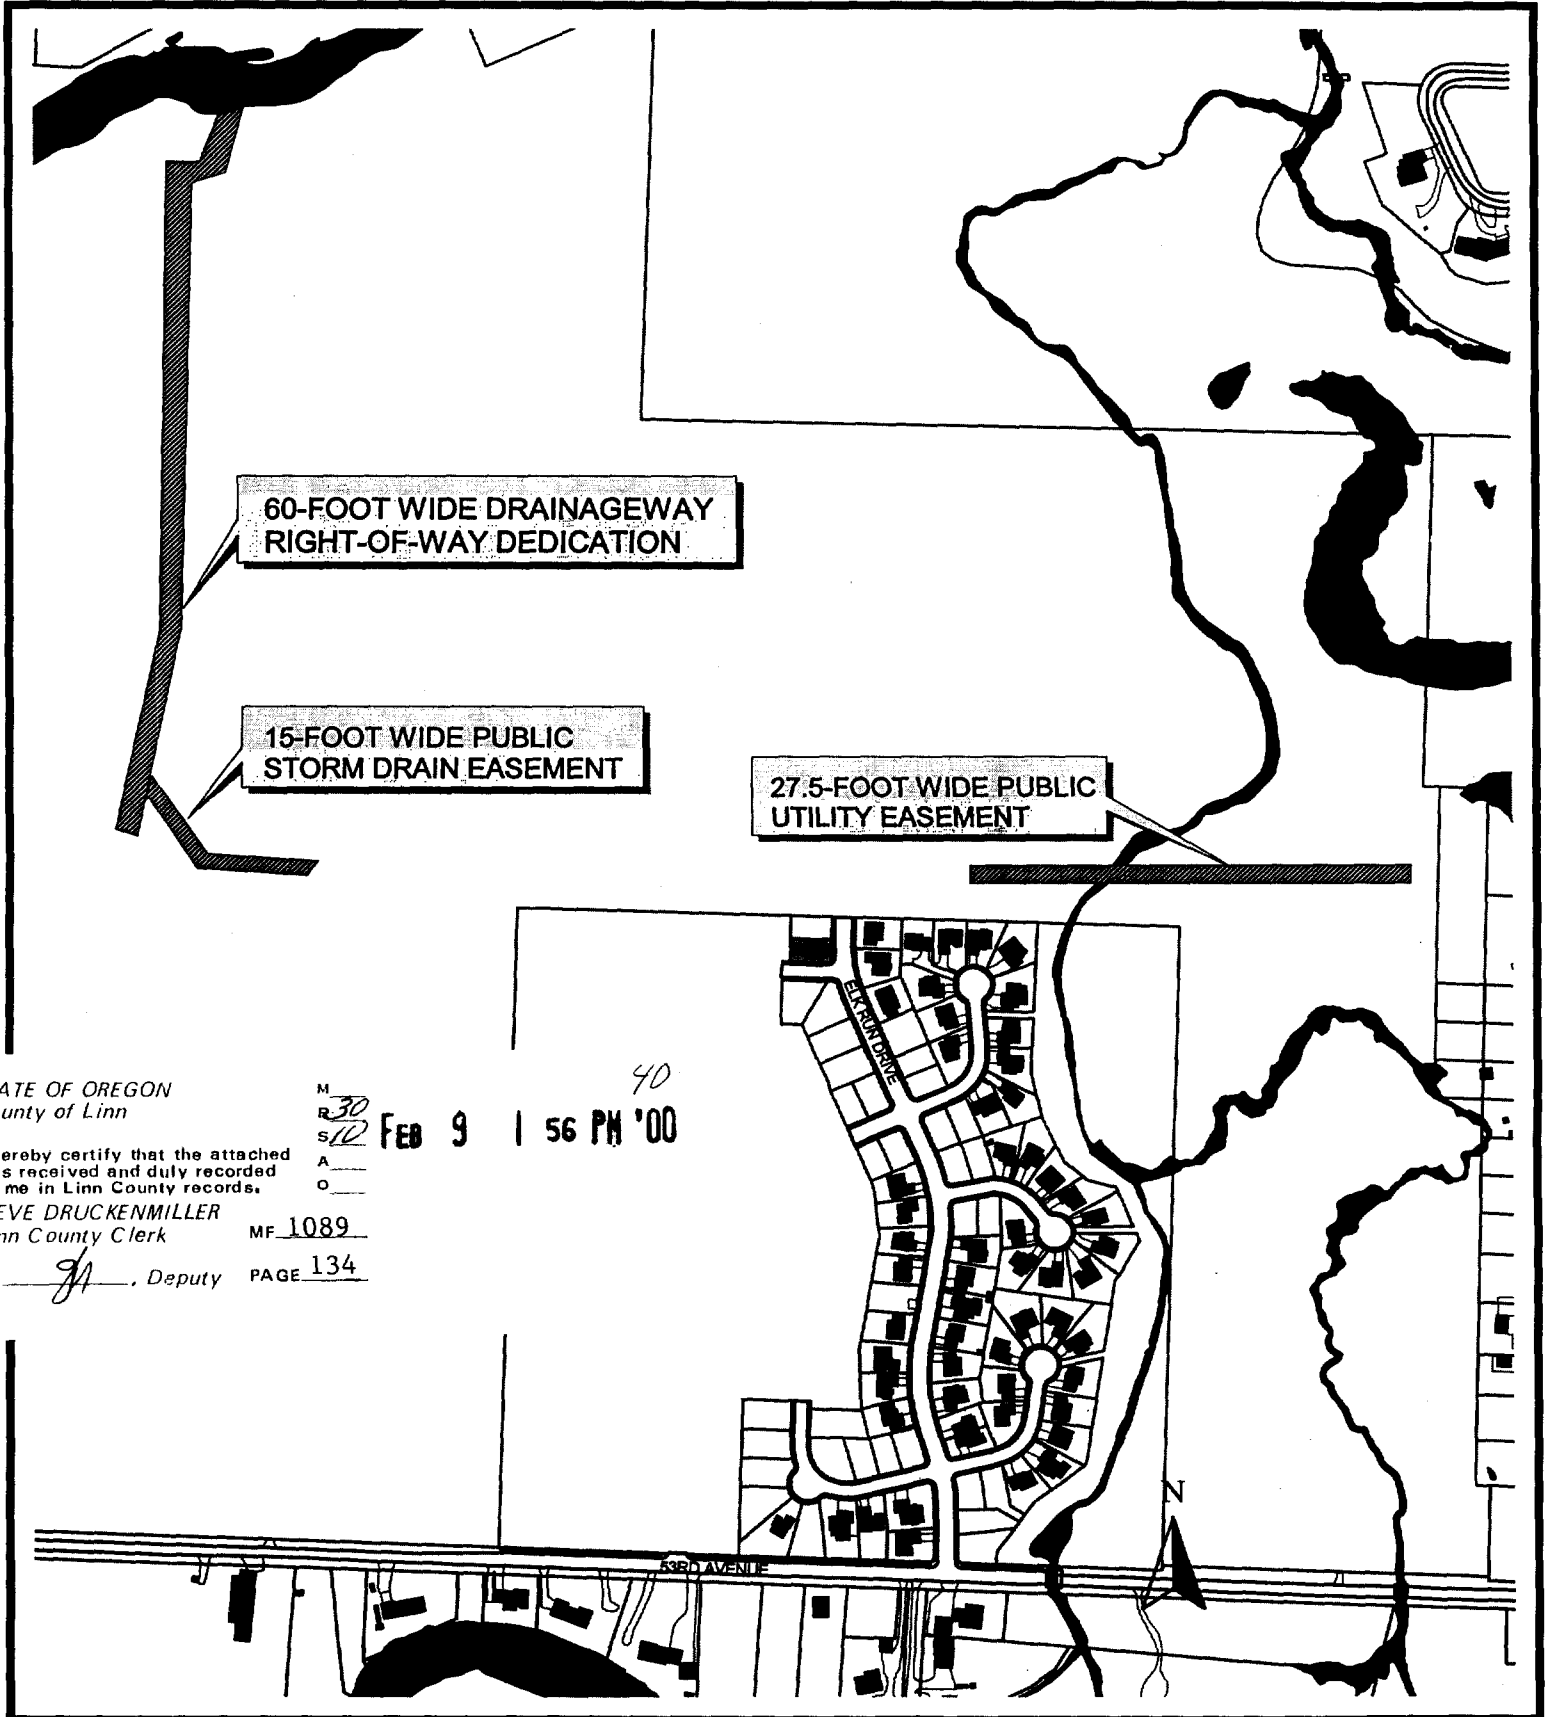 60-FOOT WIDE DRAINAGEWAY
RIGHT-OF-WAY DEDICATION
15-FOOT WIDE PUBLIC
STORM DRAIN EASEMENT
27.5-FOOT WIDE PUBLIC
UTILITY EASEMENT
ELK RUN DRIVE
ATE OF OREGON
ounty of Linn
ereby certify that the attached
s received and duly recorded
me in Linn County records.
EVE DRUCKENMILLER
nn County Clerk
, Deputy
M
R 30
S 10
A
O
MF 1089
PAGE 134
FEB 9 1 56 PM '00
40
N
53RD AVENUE